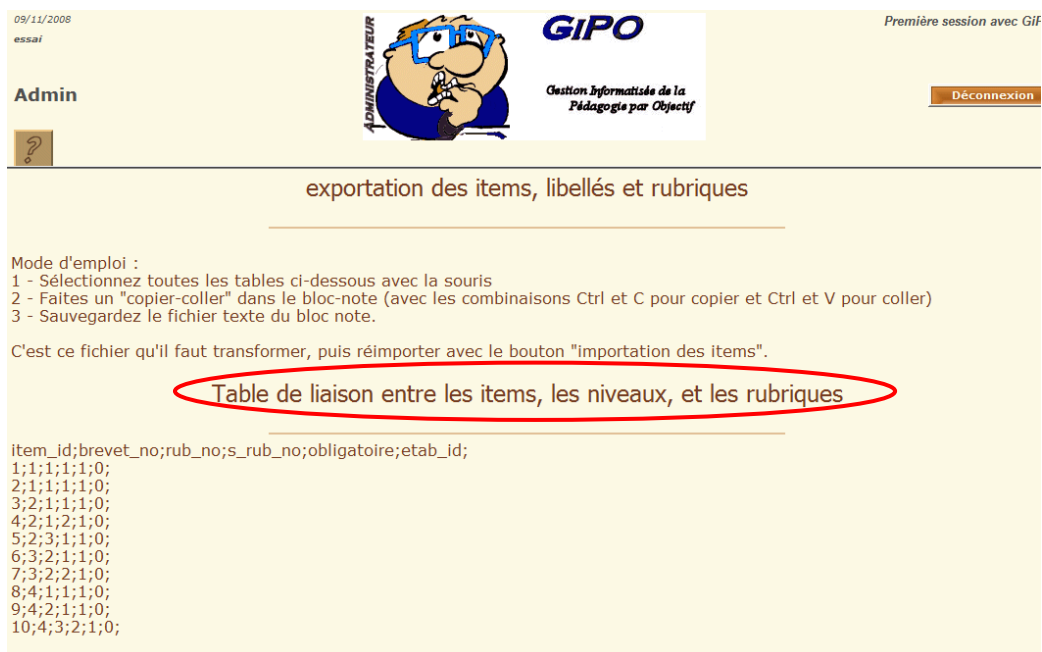 09/11/2008
essai
Admin
ADMINISTRATEUR
GiPO
Gestion Informatisée de la
Pédagogie par Objectif
Première session avec GiF
Déconnexion
?
exportation des items, libellés et rubriques
Mode d'emploi :
1 - Sélectionnez toutes les tables ci-dessous avec la souris
2 - Faites un "copier-coller" dans le bloc-note (avec les combinaisons Ctrl et C pour copier et Ctrl et V pour coller)
3 - Sauvegardez le fichier texte du bloc note.
C'est ce fichier qu'il faut transformer, puis réimporter avec le bouton "importation des items".
Table de liaison entre les items, les niveaux, et les rubriques
item_id;brevet_no;rub_no;s_rub_no;obligatoire;etab_id;
1;1;1;1;1;0;
2;1;1;1;1;0;
3;2;1;1;1;0;
4;2;1;2;1;0;
5;2;3;1;1;0;
6;3;2;1;1;0;
7;3;2;2;1;0;
8;4;1;1;1;0;
9;4;2;1;1;0;
10;4;3;2;1;0;